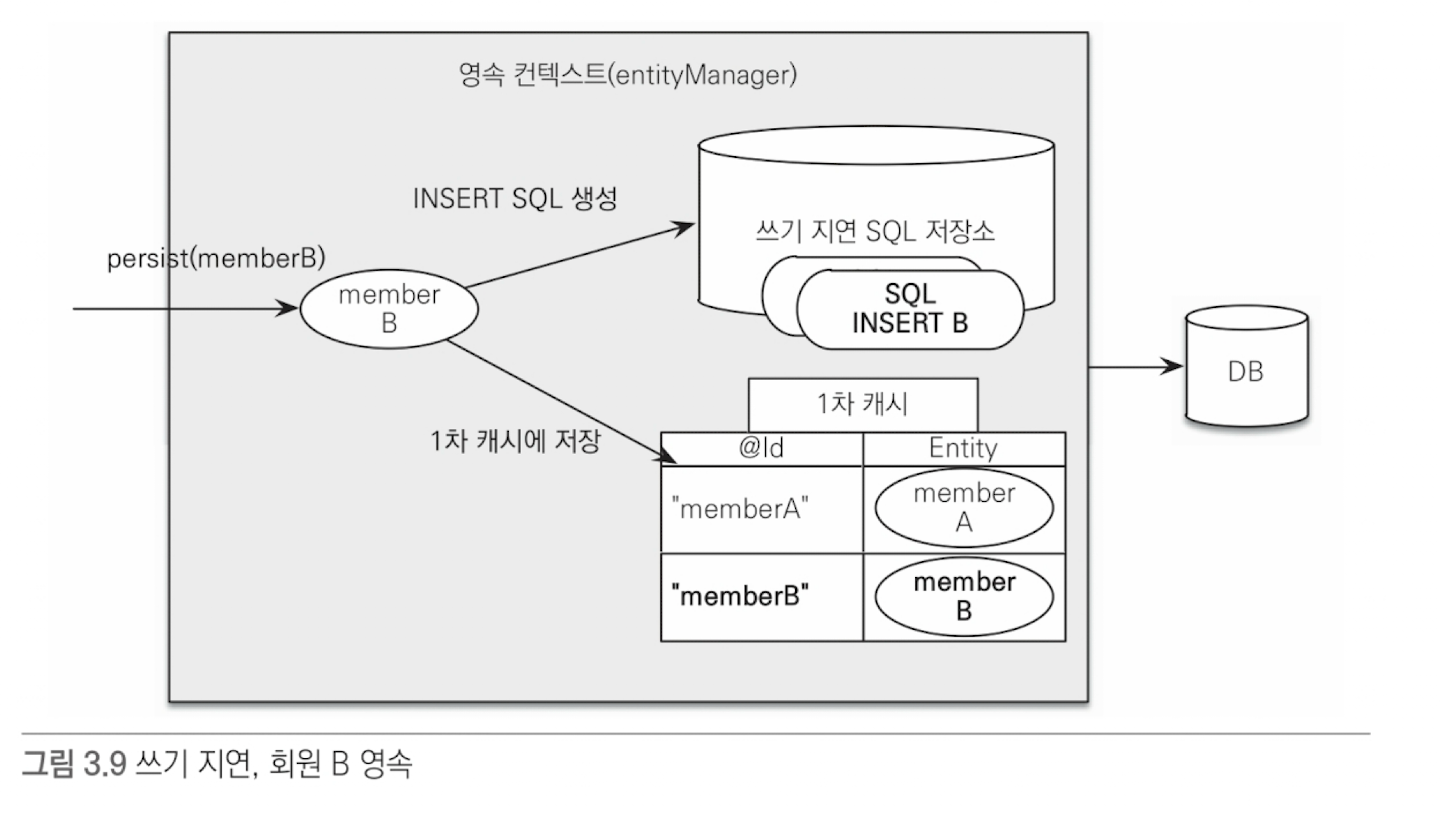 영속 컨텍스트(entityManager)
INSERT SQL 생성
쓰기 지연 SQL 저장소
persist(memberB)
member
B
SQL
INSERT B
DB
1차 캐시
1차 캐시에 저장
@Id
Entity
"memberA"
member
A
"memberB"
member
B
그림 3.9 쓰기 지연, 회원 B 영속